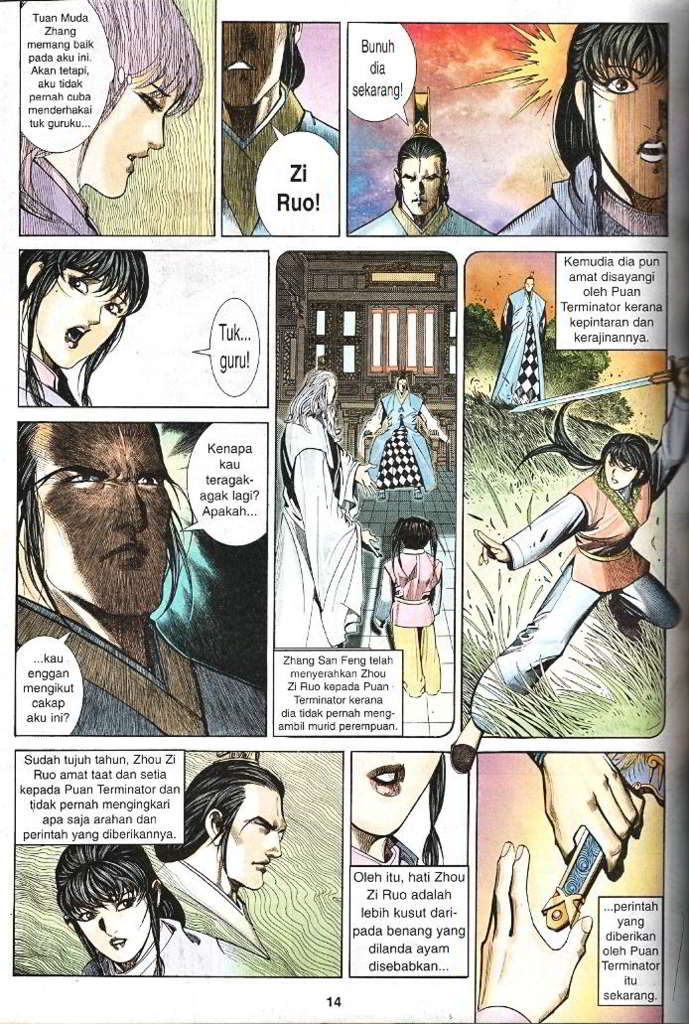 Tuan Muda
Zhang
memang baik
pada aku ini.
Akan tetapi,
aku tidak
pernah cuba
menderhakai
tuk guruku...
Zi
Ruo!
Bunuh
dia
sekarang!
Tuk...
guru!
Kenapa
kau
teragak-
agak lagi?
Apakah...
...kau
enggan
mengikut
cakap
aku ini?
Zhang San Feng telah
menyerahkan Zhou
Zi Ruo kepada Puan
Terminator kerana
dia tidak pernah meng-
ambil murid perempuan.
Kemudia dia pun
amat disayangi
oleh Puan
Terminator kerana
kepintaran dan
kerajinannya.
Sudah tujuh tahun, Zhou Zi
Ruo amat taat dan setia
kepada Puan Terminator dan
tidak pernah mengingkari
apa saja arahan dan
perintah yang diberikannya.
Oleh itu, hati Zhou
Zi Ruo adalah
lebih kusut dari-
pada benang yang
dilanda ayam
disebabkan...
...perintah
yang
diberikan
oleh Puan
Terminator
itu
sekarang.
14